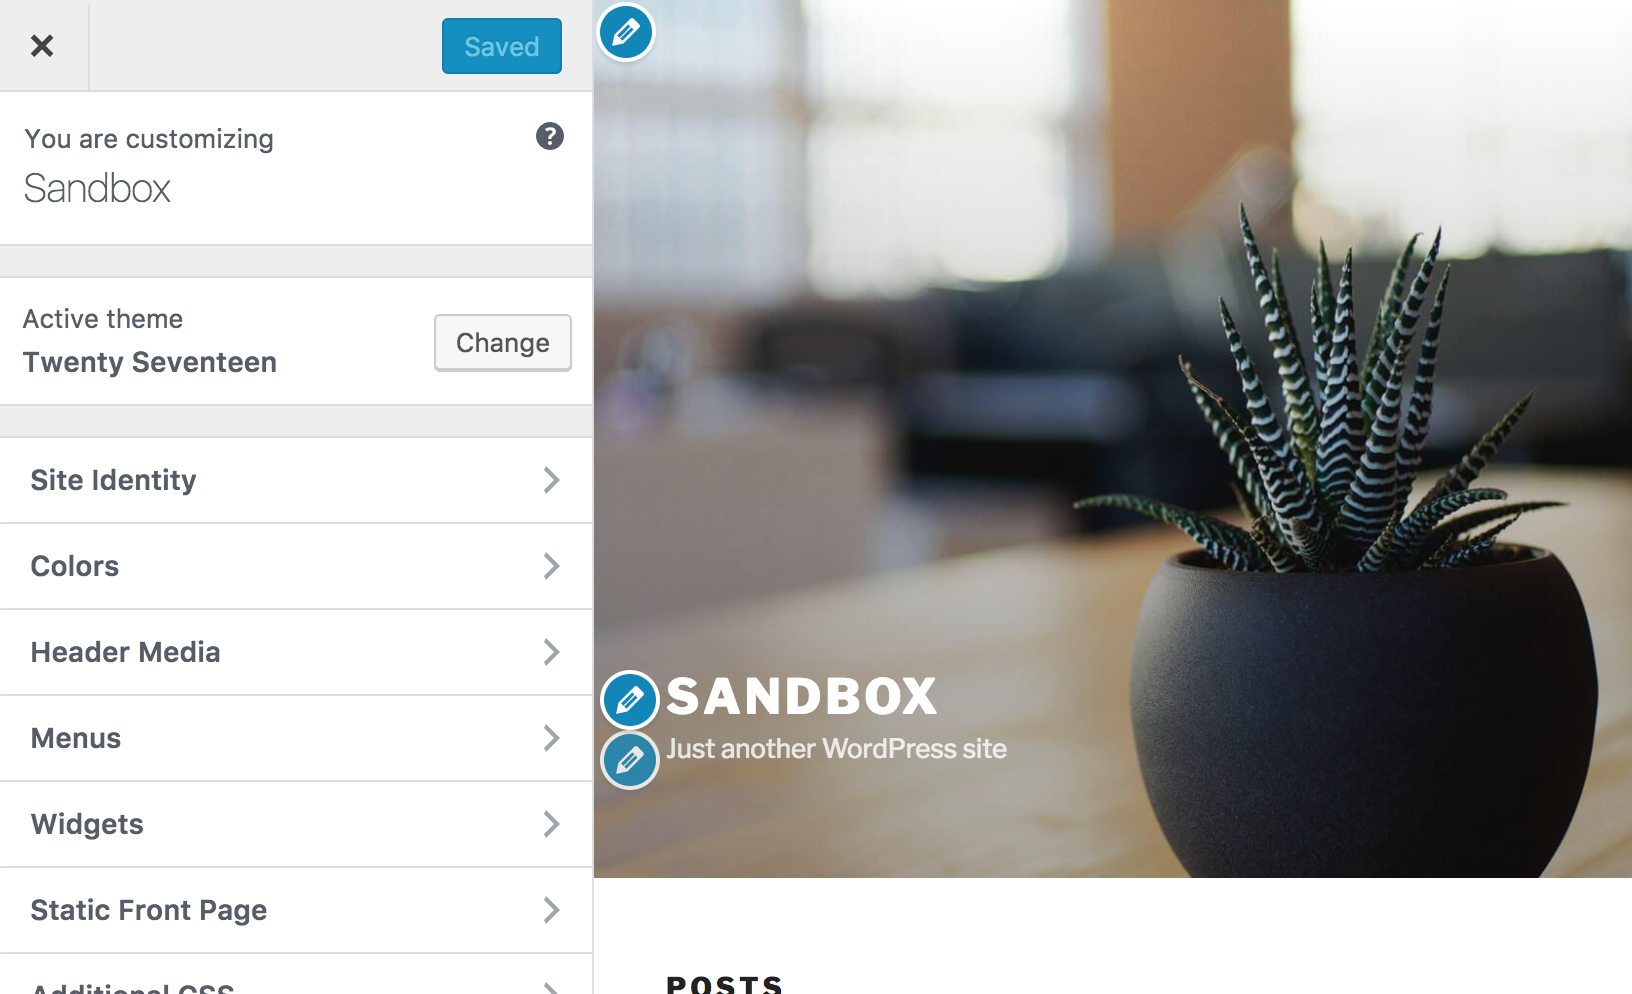 Saved
You are customizing
Sandbox
Active theme
Twenty Seventeen
Change
Site Identity
Colors
Header Media
Menus
Widgets
Static Front Page
Additional CSS
SANDBOX
Just another WordPress site
POSTS